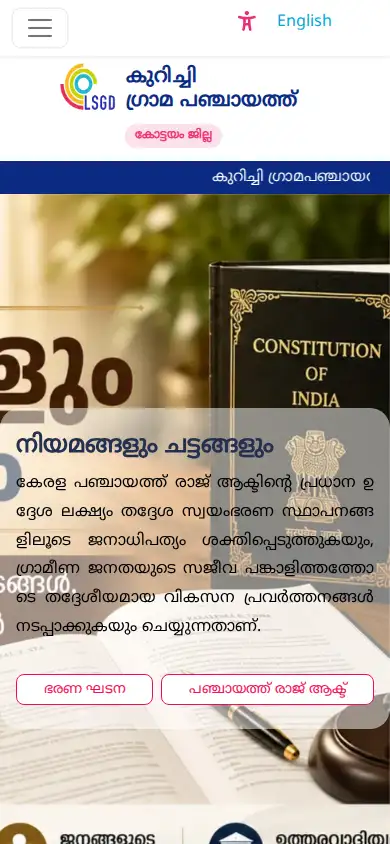 English
LSGD
കുറിച്ചി
ഗ്രാമ പഞ്ചായത്ത്
കോട്ടയം ജില്ല
കുറിച്ചി ഗ്രാമപഞ്ചായ
CONSTITUTION
OF
INDIA
നിയമങ്ങളും ചട്ടങ്ങളും
കേരള പഞ്ചായത്ത് രാജ് ആക്ടിന്റെ പ്രധാന ഉ
ദ്ദേശ ലക്ഷ്യം തദ്ദേശ സ്വയംഭരണ സ്ഥാപനങ്ങ
ളിലൂടെ ജനാധിപത്യം ശക്തിപ്പെടുത്തുകയും,
ഗ്രാമീണ ജനതയുടെ സജീവ പങ്കാളിത്തത്തോ
ടെ തദ്ദേശീയമായ വികസന പ്രവർത്തനങ്ങൾ
നടപ്പാക്കുകയും ചെയ്യുന്നതാണ്.
ഭരണ ഘടന
പഞ്ചായത്ത് രാജ് ആക്ട്
ജനങ്ങളുടെ
ഉത്തരവാദിത്വ